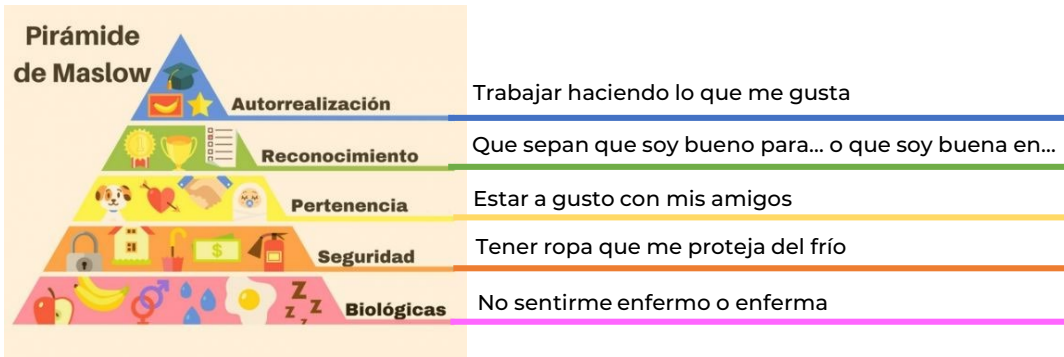 Pirámide
de Maslow
Autorrealización
Trabajar haciendo lo que me gusta
Reconocimiento
Que sepan que soy bueno para... o que soy buena en...
Pertenencia
Estar a gusto con mis amigos
$
Seguridad
Tener ropa que me proteja del frío
Z
Z
Z
Z
Biológicas
No sentirme enfermo o enferma